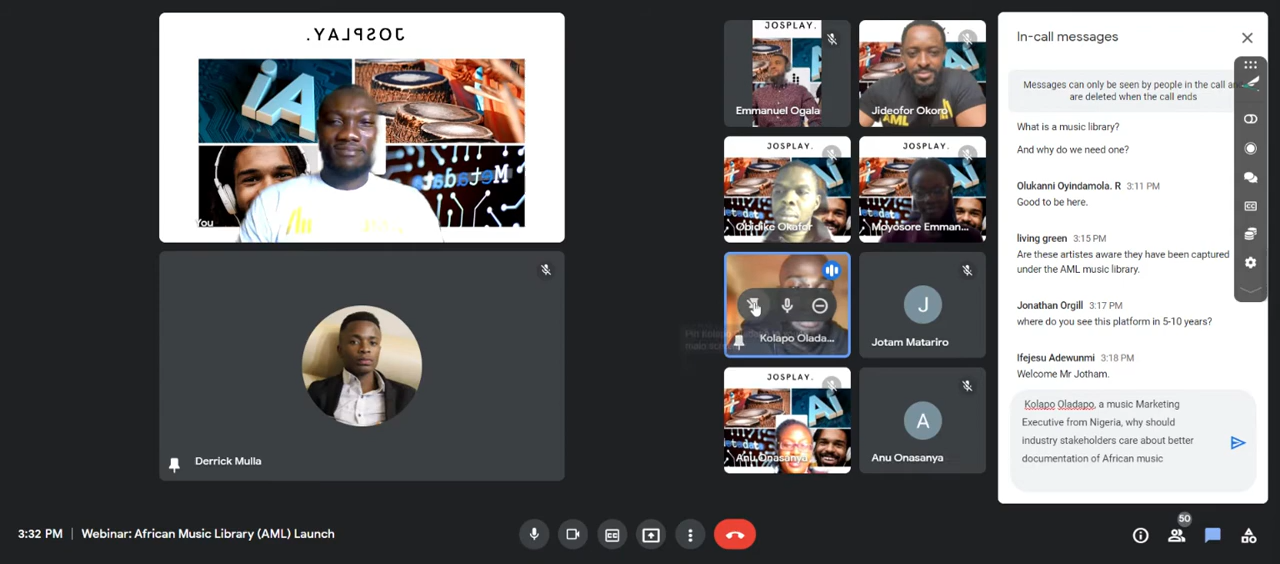 JOSPLAY.
iA
Metadat
You
Derrick Mulla
JOSPLAY.
Emmanuel Ogala
Jideofor Okoro
AML
JOSPLAY.
Obidike Okafor
JOSPLAY.
Moyosore Emman...
Kolapo Olada...
J
Jotam Matariro
JOSPLAY.
Anu Onasanya
A
Anu Onasanya
In-call messages
Messages can only be seen by people in the call an
are deleted when the call ends
What is a music library?
And why do we need one?
Olukanni Oyindamola. R 3:11 PM
Good to be here.
living green 3:15 PM
Are these artistes aware they have been captured
under the AML music library.
Jonathan Orgill 3:17 PM
where do you see this platform in 5-10 years?
Ifejesu Adewunmi 3:18 PM
Welcome Mr Jotham.
Kolapo Oladapo, a music Marketing
Executive from Nigeria, why should
industry stakeholders care about better
documentation of African music
3:32 PM | Webinar: African Music Library (AML) Launch
50